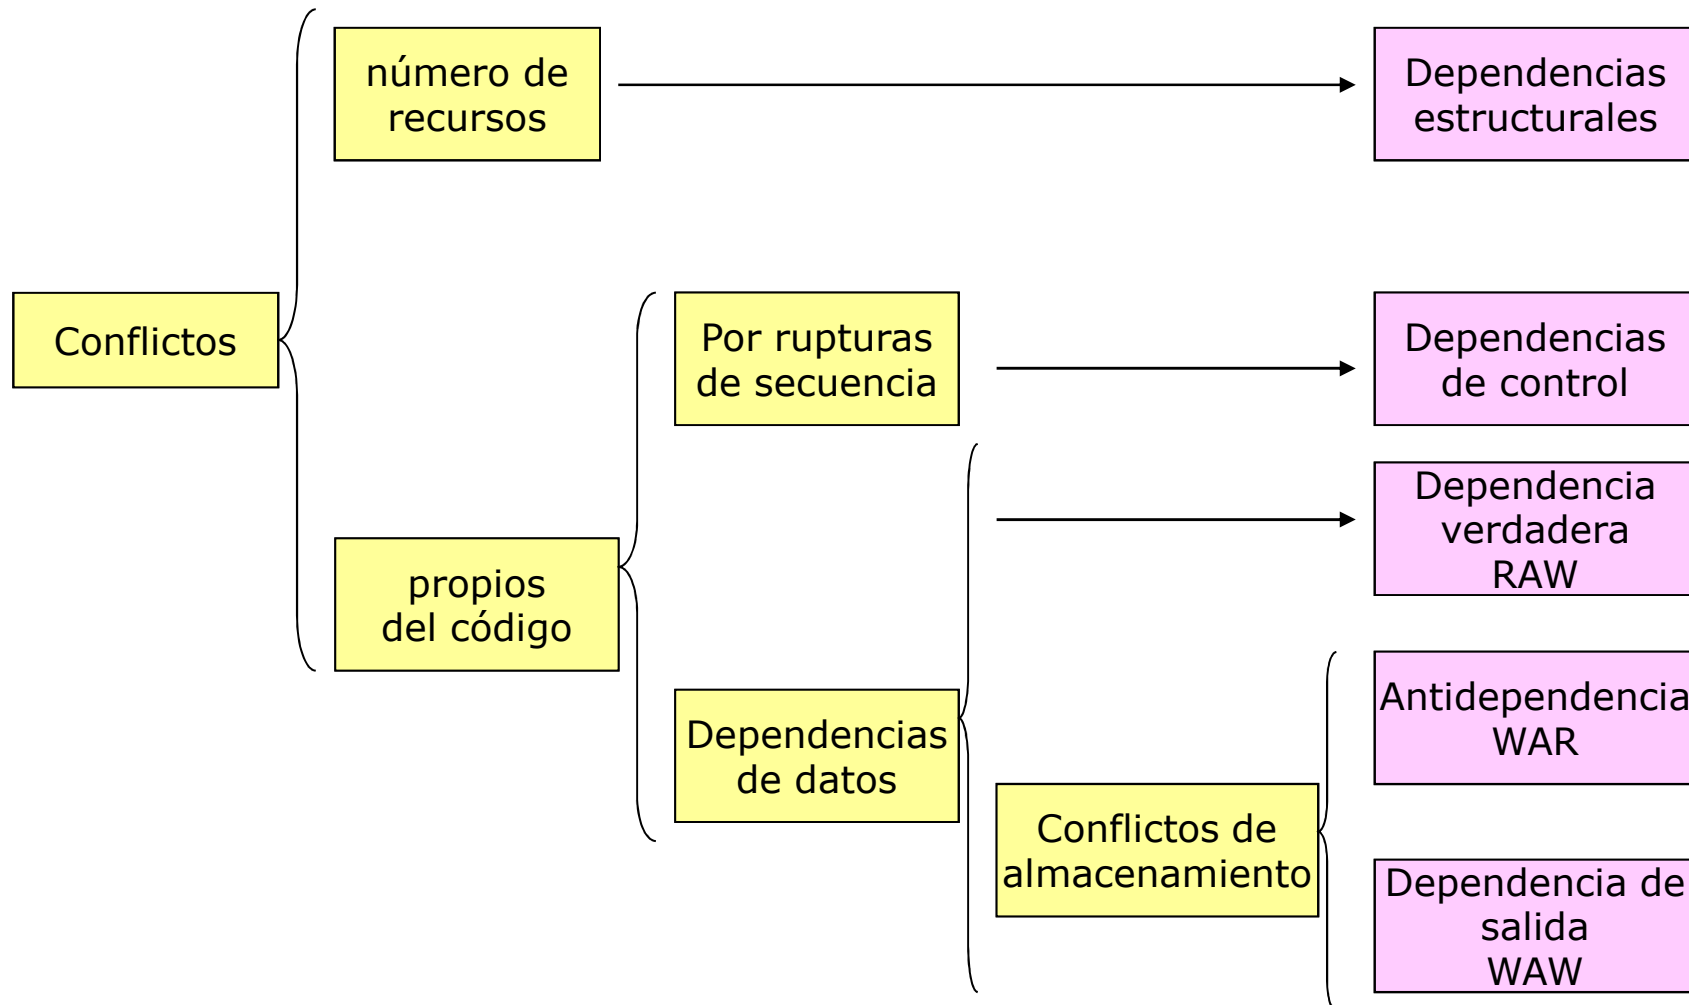 número de
recursos
Dependencias
estructurales
Conflictos
Por rupturas
de secuencia
Dependencias
de control
propios
del código
Dependencia
verdadera
RAW
Dependencias
de datos
Antidependencia
WAR
Conflictos de
almacenamiento
Dependencia de
salida
WAW